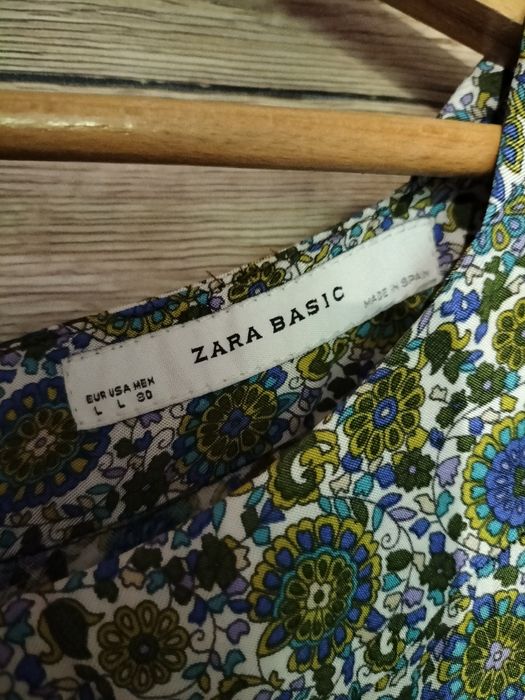 ZARA BASIC
MADE IN SPAIN
EUR USA MEX
L L 30